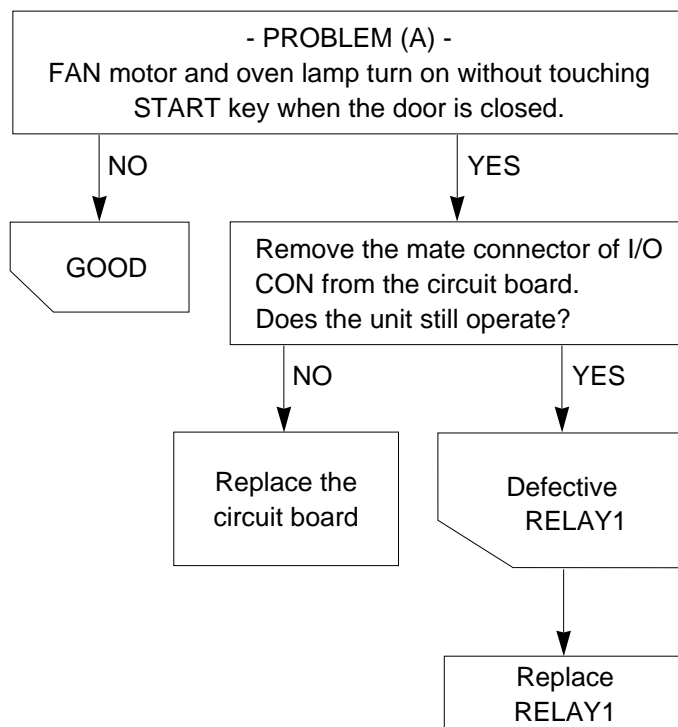 - PROBLEM (A) -
FAN motor and oven lamp turn on without touching
START key when the door is closed.
NO
YES
GOOD
Remove the mate connector of I/O
CON from the circuit board.
Does the unit still operate?
NO
YES
Replace the
circuit board
Defective
RELAY1
Replace
RELAY1